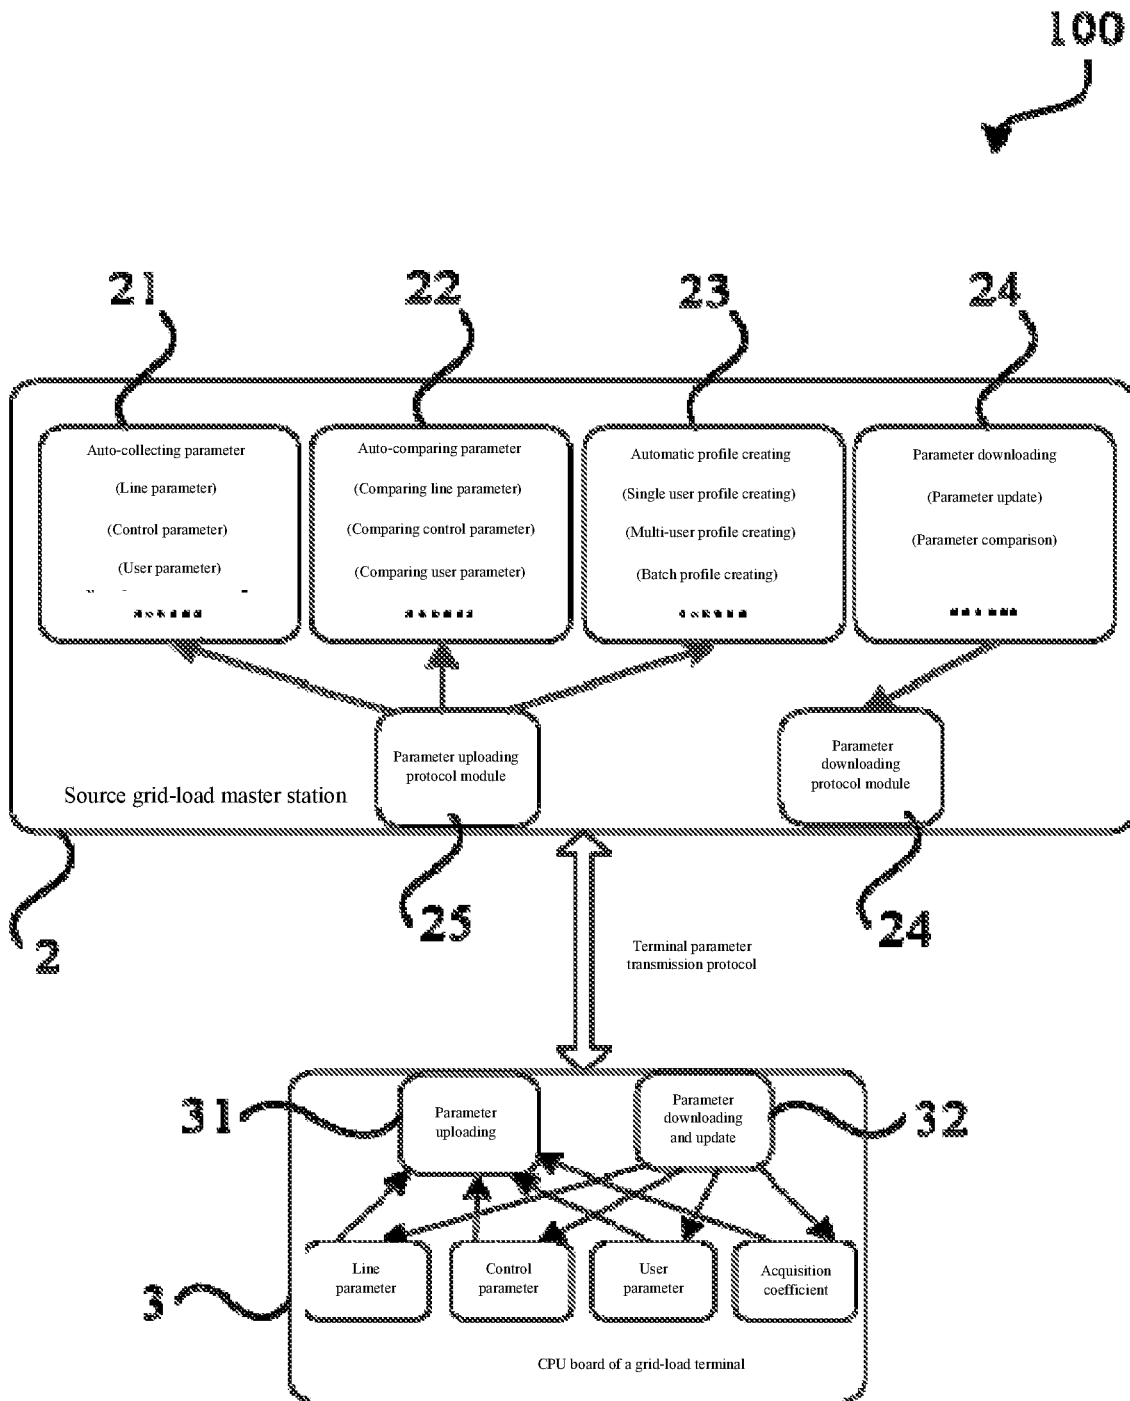 100
21
22
23
24
Auto-collecting parameter
(Line parameter)
(Control parameter)
(User parameter)
Auto-comparing parameter
(Comparing line parameter)
(Comparing control parameter)
(Comparing user parameter)
Automatic profile creating
(Single user profile creating)
(Multi-user profile creating)
(Batch profile creating)
Parameter downloading
(Parameter update)
(Parameter comparison)
Parameter uploading
protocol module
Parameter
downloading
protocol module
Source grid-load master station
2
25
24
Terminal parameter
transmission protocol
31
Parameter
uploading
Parameter
downloading
and update
32
3
Line
parameter
Control
parameter
User
parameter
Acquisition
coefficient
CPU board of a grid-load terminal